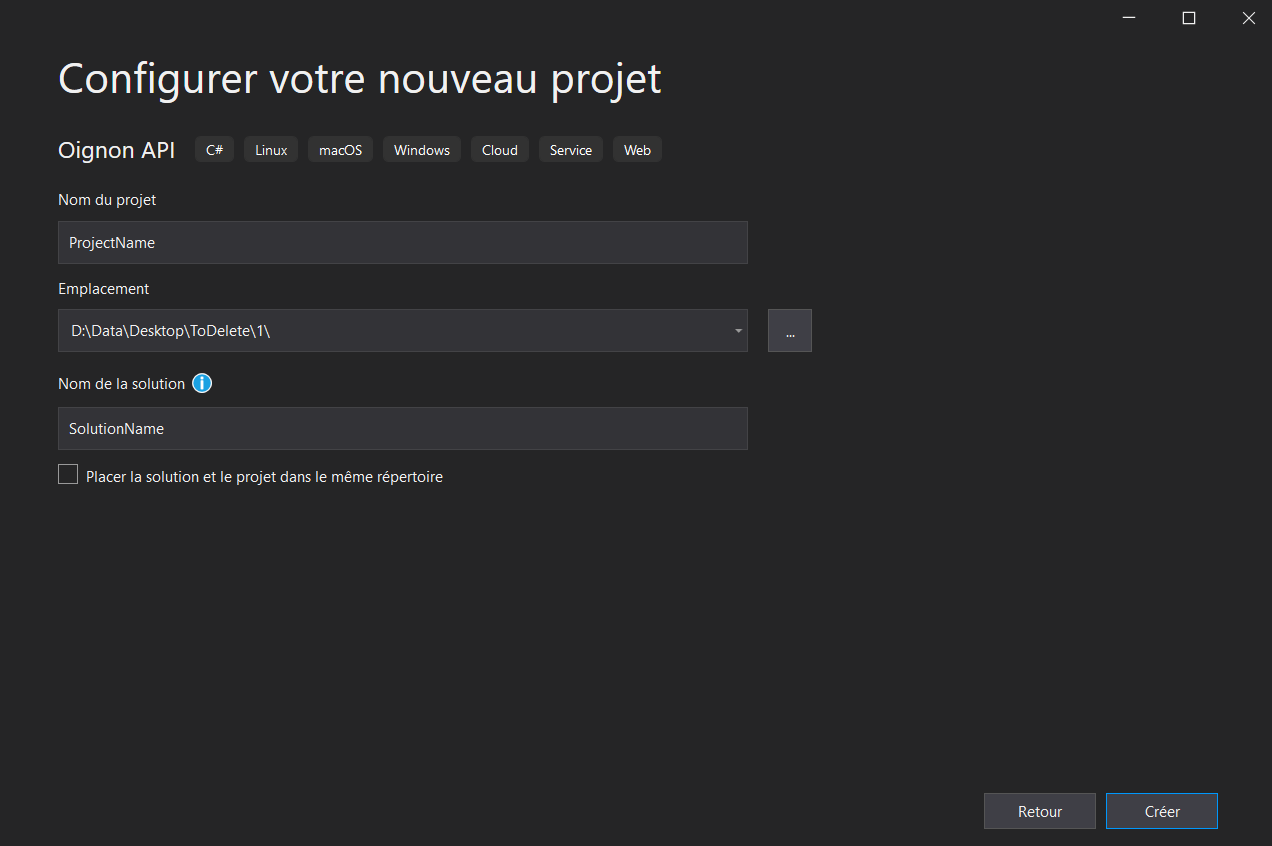 Configurer votre nouveau projet
Oignon API C# Linux macOS Windows Cloud Service Web
Nom du projet
ProjectName
Emplacement
D:\Data\Desktop\ToDelete\1\
...
Nom de la solution
SolutionName
Placer la solution et le projet dans le même répertoire
Retour Créer